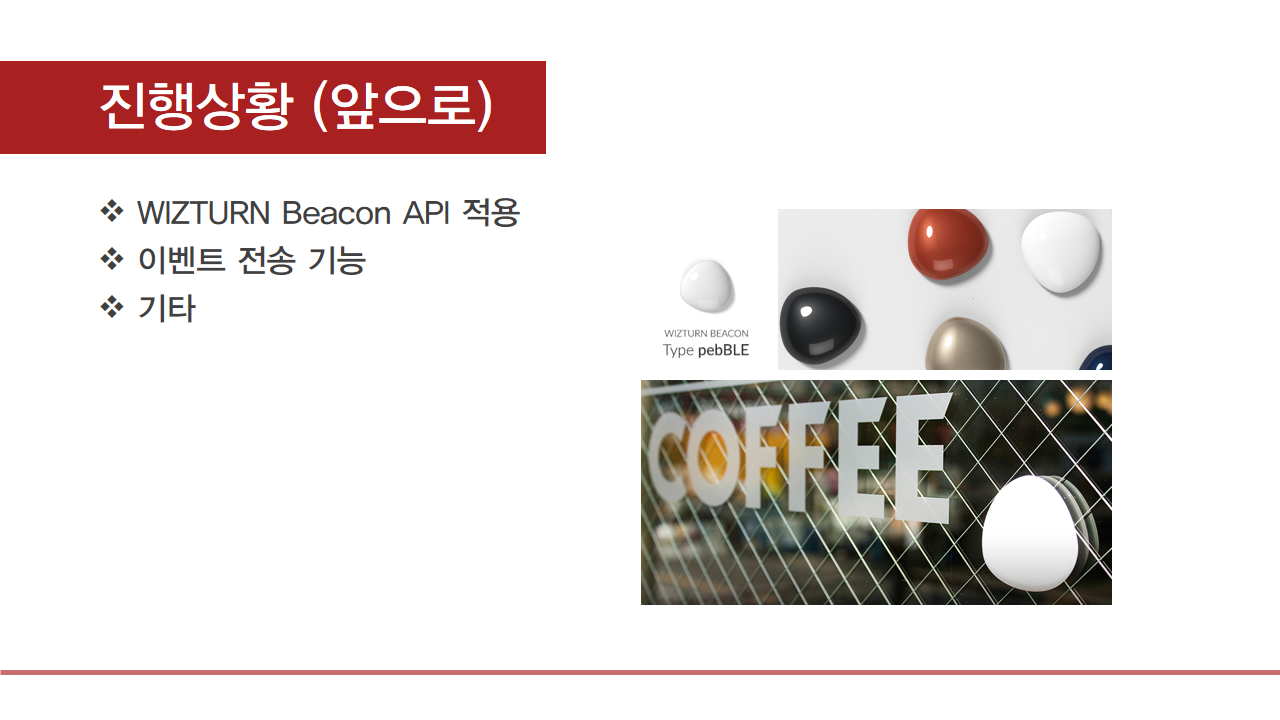 진행상황 (앞으로)
❖ WIZTURN Beacon API 적용
❖ 이벤트 전송 기능
❖ 기타
WIZTURN BEACON
Type pebBLE
COFFEE